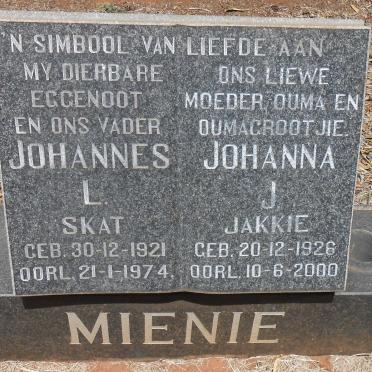 'N SIMBOOL VAN LIEFDE AAN
MY DIERBARE
EGGENOOT
EN ONS VADER
JOHANNES
L.
SKAT
GEB. 30-12-1921
OORL. 21-1-1974.
ONS LIEWE
MOEDER, OUMA EN
OUMAGROOTJIE.
JOHANNA
J.
JAKKIE
GEB. 20-12-1926
OORL. 10-6-2000
MIENIE